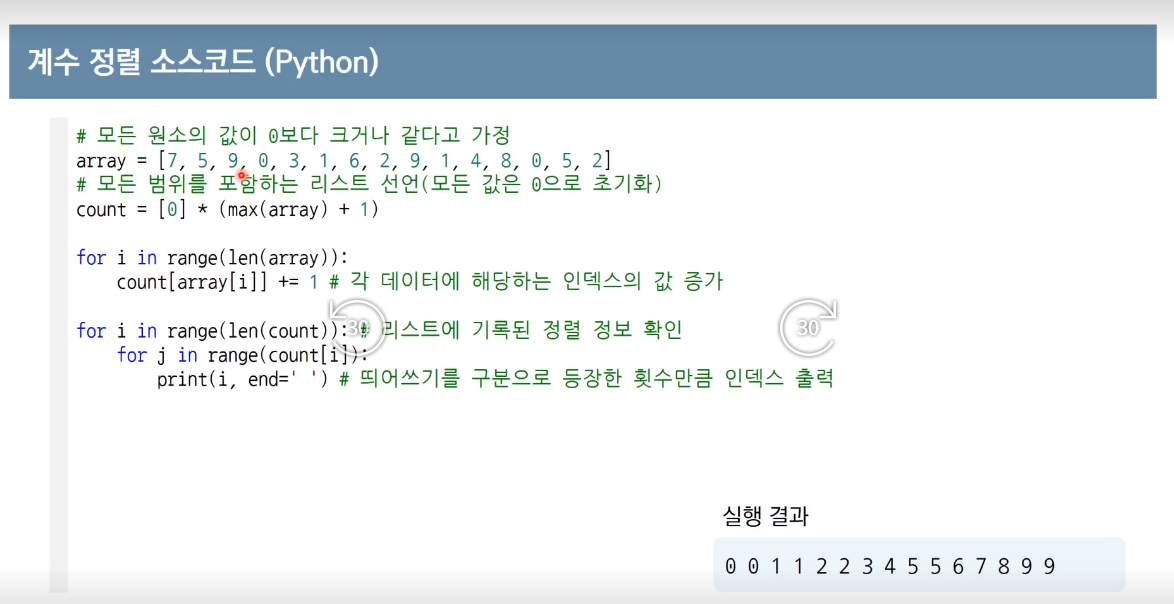 계수 정렬 소스코드 (Python)
# 모든 원소의 값이 0보다 크거나 같다고 가정
array = [7, 5, 9, 0, 3, 1, 6, 2, 9, 1, 4, 8, 0, 5, 2]
# 모든 범위를 포함하는 리스트 선언(모든 값은 0으로 초기화)
count = [0] * (max(array) + 1)
for i in range(len(array)):
    count[array[i]] += 1 # 각 데이터에 해당하는 인덱스의 값 증가
for i in range(len(count)): # 리스트에 기록된 정렬 정보 확인
    for j in range(count[i]):
        print(i, end=' ') # 띄어쓰기를 구분으로 등장한 횟수만큼 인덱스 출력
30 30
실행 결과
0 0 1 1 2 2 3 4 5 5 6 7 8 9 9